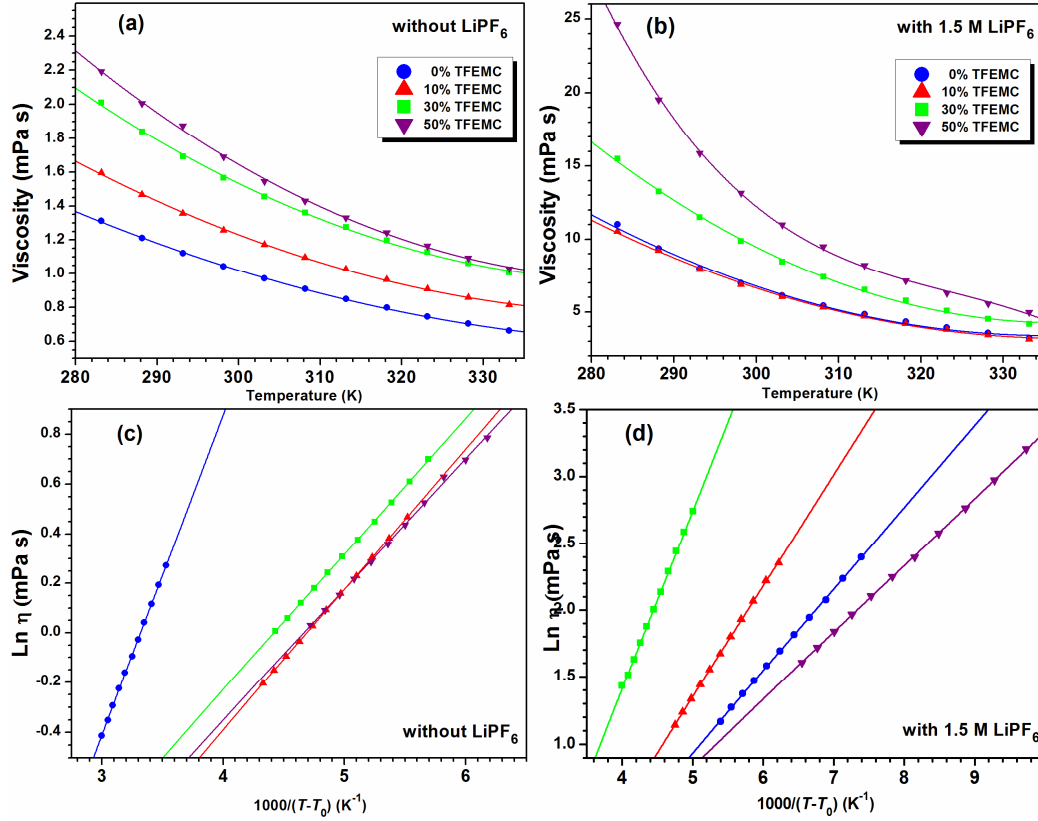 (a)
without LiPF6
0% TFEMC
10% TFEMC
30% TFEMC
50% TFEMC
Viscosity (mPa s)
2.6
2.4
2.2
2.0
1.8
1.6
1.4
1.2
1.0
0.8
0.6
280 290 300 310 320 330
Temperature (K)
(b)
with 1.5 M LiPF6
0% TFEMC
10% TFEMC
30% TFEMC
50% TFEMC
Viscosity (mPa s)
25
20
15
10
5
280 290 300 310 320 330
Temperature (K)
(c)
without LiPF6
Ln η (mPa s)
0.8
0.6
0.4
0.2
0.0
-0.2
-0.4
3 4 5 6
1000/(T-T0) (K-1)
(d)
with 1.5 M LiPF6
Ln η (mPa s)
3.5
3.0
2.5
2.0
1.5
1.0
4 5 6 7 8 9
1000/(T-T0) (K-1)